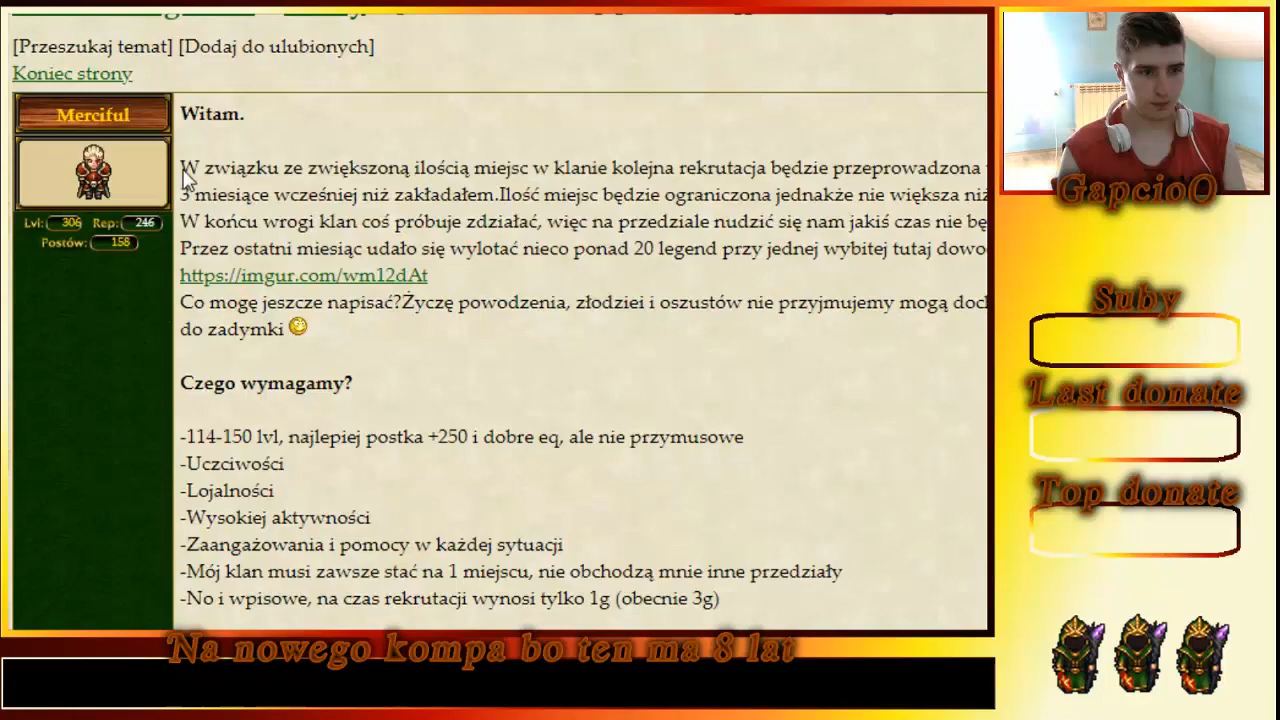 [Przeszukaj temat] [Dodaj do ulubionych]
Koniec strony
Merciful
Lvl: 306 Rep: 246
Postów: 158
Witam.
W związku ze zwiększoną ilością miejsc w klanie kolejna rekrutacja będzie przeprowadzona
3 miesiące wcześniej niż zakładałem.Ilość miejsc będzie ograniczona jednakże nie większa niż
W końcu wrogi klan coś próbuje zdziałać, więc na przedziale nudzić się nam jakiś czas nie
Przez ostatni miesiąc udało się wylotać nieco ponad 20 legend przy jednej wybitej tutaj
https://imgur.com/wm12dAt
Co mogę jeszcze napisać?Życzę powodzenia, złodziei i oszustów nie przyjmujemy mogą
do zadymki
Czego wymagamy?
-114-150 lvl, najlepiej postka +250 i dobre eq, ale nie przymusowe
-Uczciwości
-Lojalności
-Wysokiej aktywności
-Zaangażowania i pomocy w każdej sytuacji
-Mój klan musi zawsze stać na 1 miejscu, nie obchodzą mnie inne przedziały
-No i wpisowe, na czas rekrutacji wynosi tylko 1g (obecnie 3g)
Na nowego kompa bo ten ma 8 lat
GapcioO
Suby
Last donate
Top donate